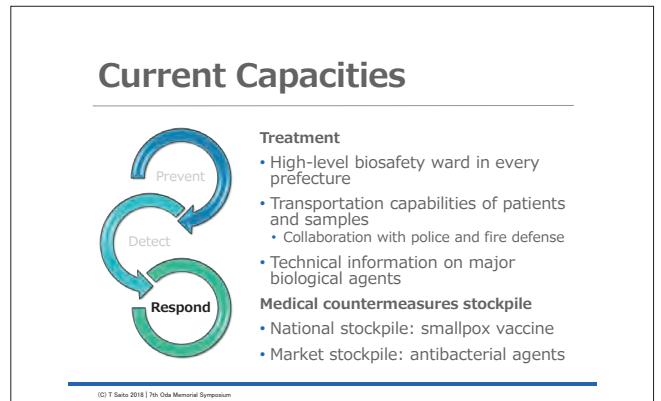 Current Capacities
Prevent
Detect
Respond
Treatment
• High-level biosafety ward in every
prefecture
• Transportation capabilities of patients
and samples
• Collaboration with police and fire defense
• Technical information on major
biological agents
Medical countermeasures stockpile
• National stockpile: smallpox vaccine
• Market stockpile: antibacterial agents
(C) T Saito 2018 | 7th Oda Memorial Symposium